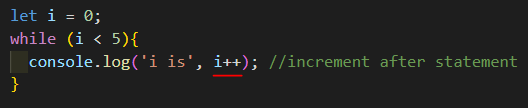 let i = 0;
while (i < 5){
  console.log('i is', i++); //increment after statement
}